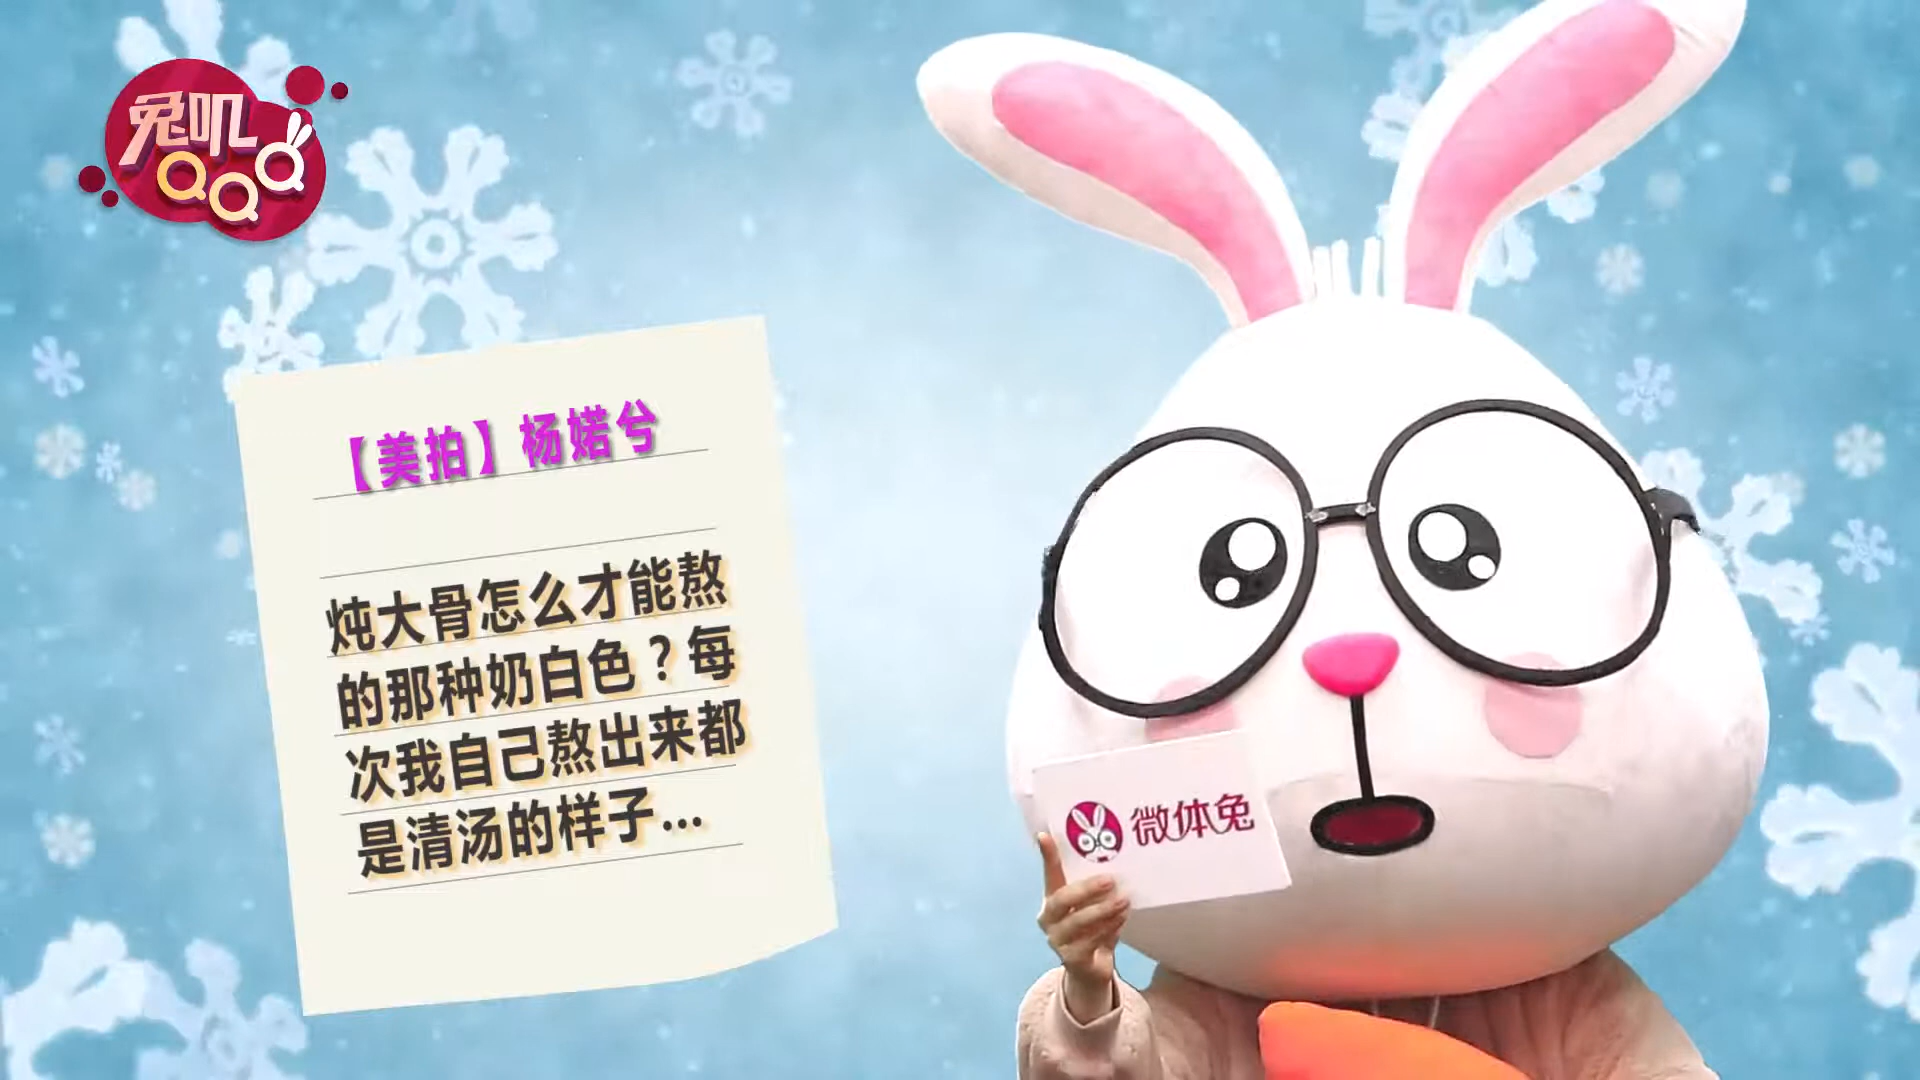 兔叽
QQQ
【美拍】杨婼兮
炖大骨怎么才能熬
的那种奶白色？每
次我自己熬出来都
是清汤的样子...
微体兔